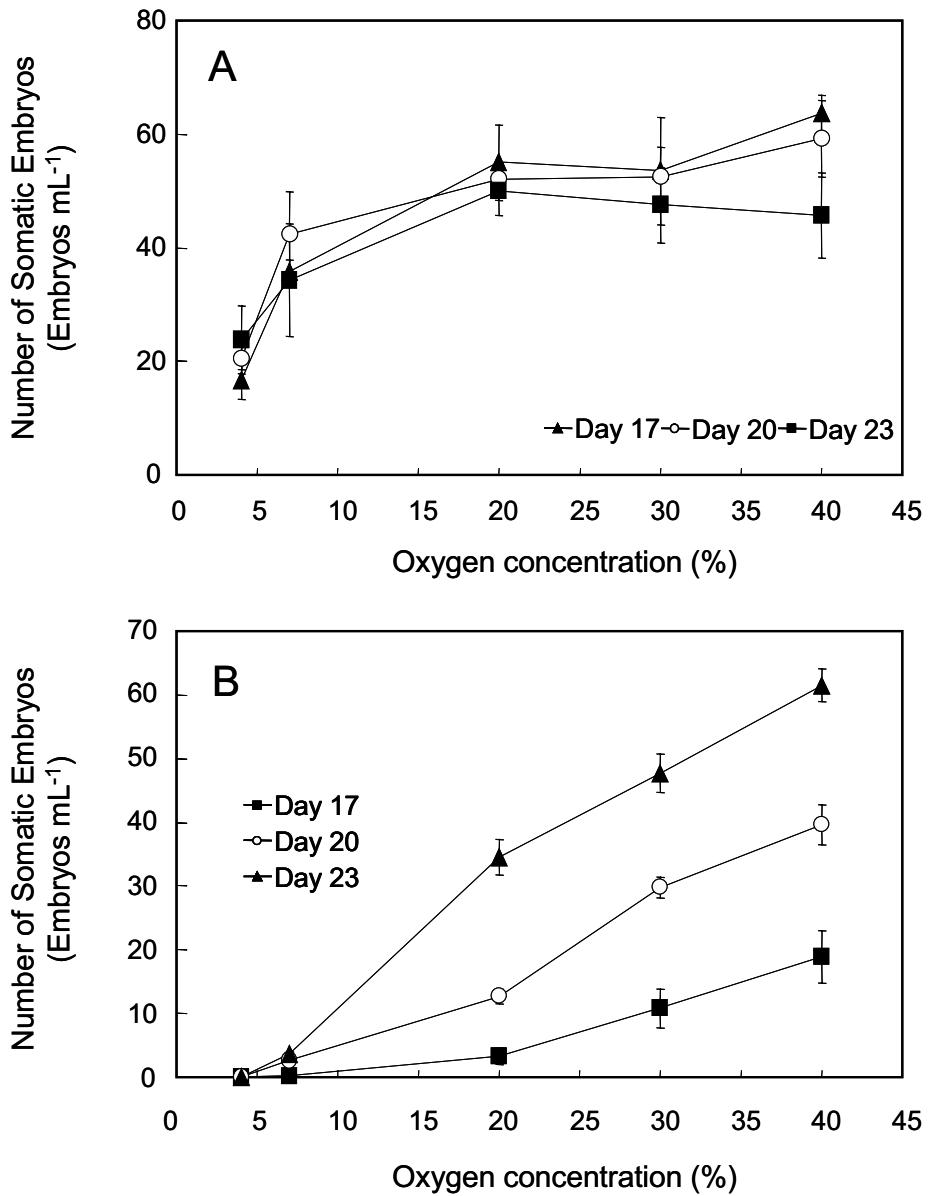 A
Number of Somatic Embryos
(Embryos mL-1)
80
60
40
20
0
Day 17 Day 20 Day 23
0 5 10 15 20 25 30 35 40 45
Oxygen concentration (%)
B
Number of Somatic Embryos
(Embryos mL-1)
70
60
50
40
30
20
10
0
Day 17
Day 20
Day 23
0 5 10 15 20 25 30 35 40 45
Oxygen concentration (%)